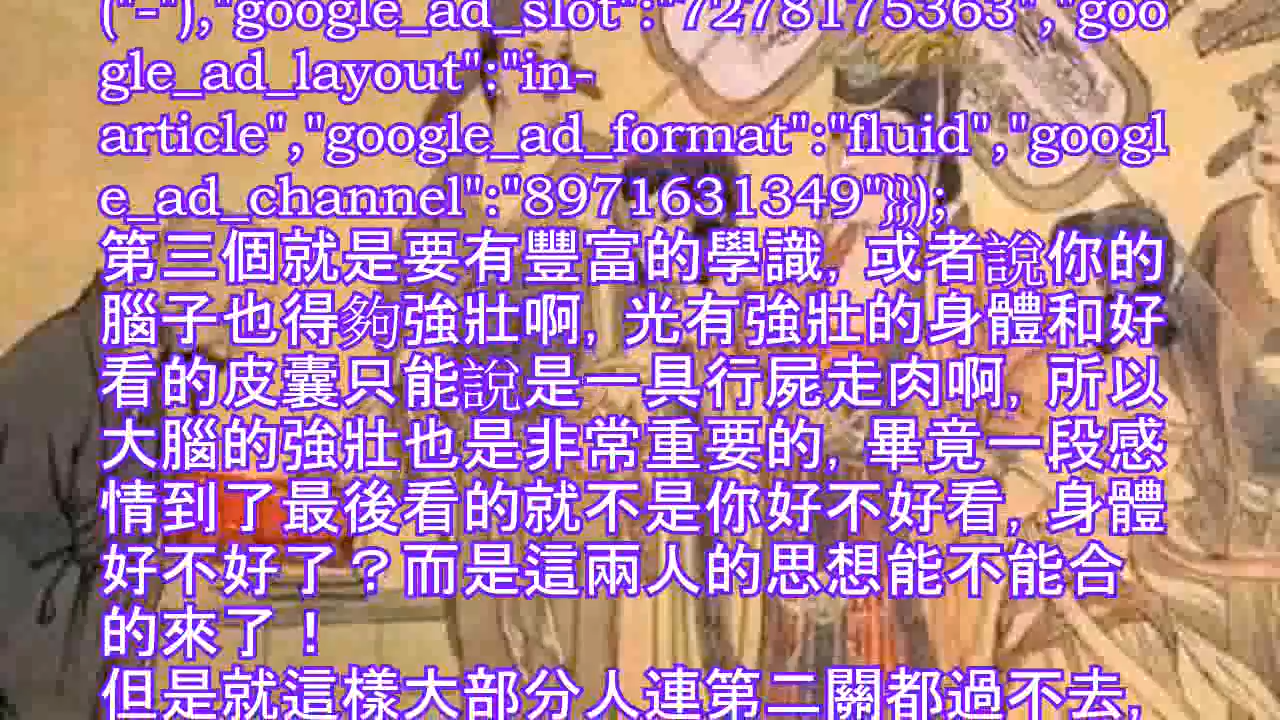 ("-"),"google_ad_slot":"7278175363","goo
gle_ad_layout":"in-
article","google_ad_format":"fluid","googl
e_ad_channel":"8971631349"}}});
第三個就是要有豐富的學識, 或者說你的
腦子也得夠強壯啊, 光有強壯的身體和好
看的皮囊只能說是一具行屍走肉啊, 所以
大腦的強壯也是非常重要的, 畢竟一段感
情到了最後看的就不是你好不好看, 身體
好不好了？而是這兩人的思想能不能合
的來了！
但是就這樣大部分人連第二關都過不去,